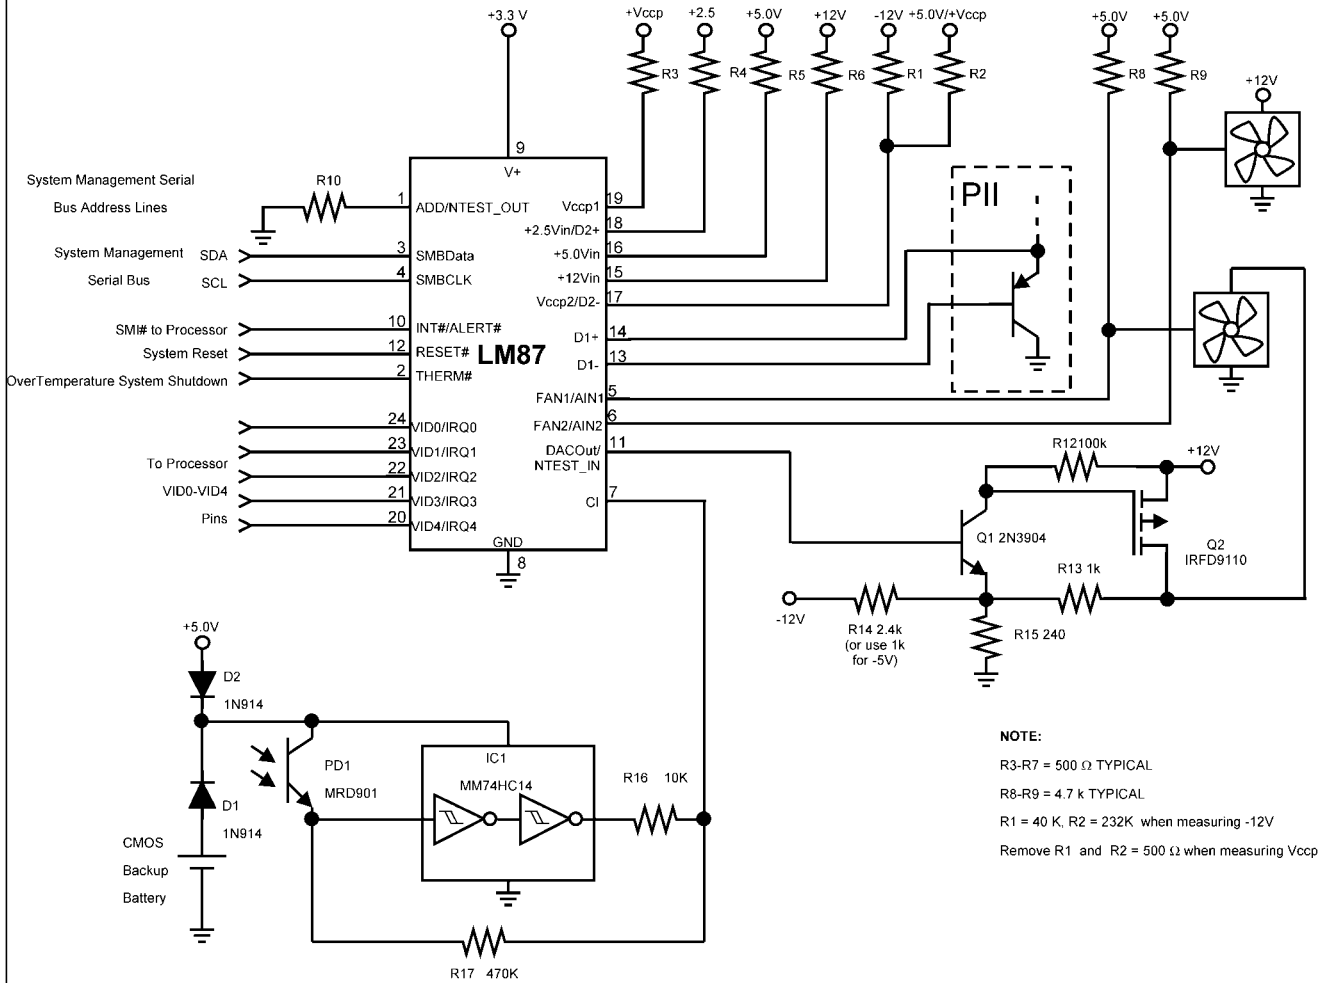 +3.3 V
+Vccp
+2.5
+5.0V
+12V
-12V
+5.0V/+Vccp
+5.0V
+5.0V
R3
R4
R5
R6
R1
R2
R8
R9
+12V
9
V+
PII
System Management Serial
Bus Address Lines
R10
1
ADD/NTEST_OUT
Vccp1
19
+2.5Vin/D2+
18
System Management
SDA
3
SMBData
+5.0Vin
16
Serial Bus
SCL
4
SMBCLK
+12Vin
15
Vccp2/D2-
17
SMI# to Processor
10
INT#/ALERT#
D1+
14
System Reset
12
RESET#
LM87
D1-
13
OverTemperature System Shutdown
2
THERM#
FAN1/AIN1
5
24
VID0/IRQ0
FAN2/AIN2
6
23
VID1/IRQ1
DACOut/
NTEST_IN
11
To Processor
VID0-VID4
Pins
22
VID2/IRQ2
21
VID3/IRQ3
CI
7
20
VID4/IRQ4
GND
8
R12100k
+12V
Q1 2N3904
Q2
IRFD9110
R13 1k
-12V
R14 2.4k
(or use 1k
for -5V)
R15 240
+5.0V
D2
1N914
PD1
MRD901
IC1
MM74HC14
R16 10K
D1
1N914
CMOS
Backup
Battery
R17 470K
NOTE:
R3-R7 = 500 Ω TYPICAL
R8-R9 = 4.7 k TYPICAL
R1 = 40 K, R2 = 232K when measuring -12V
Remove R1 and R2 = 500 Ω when measuring Vccp